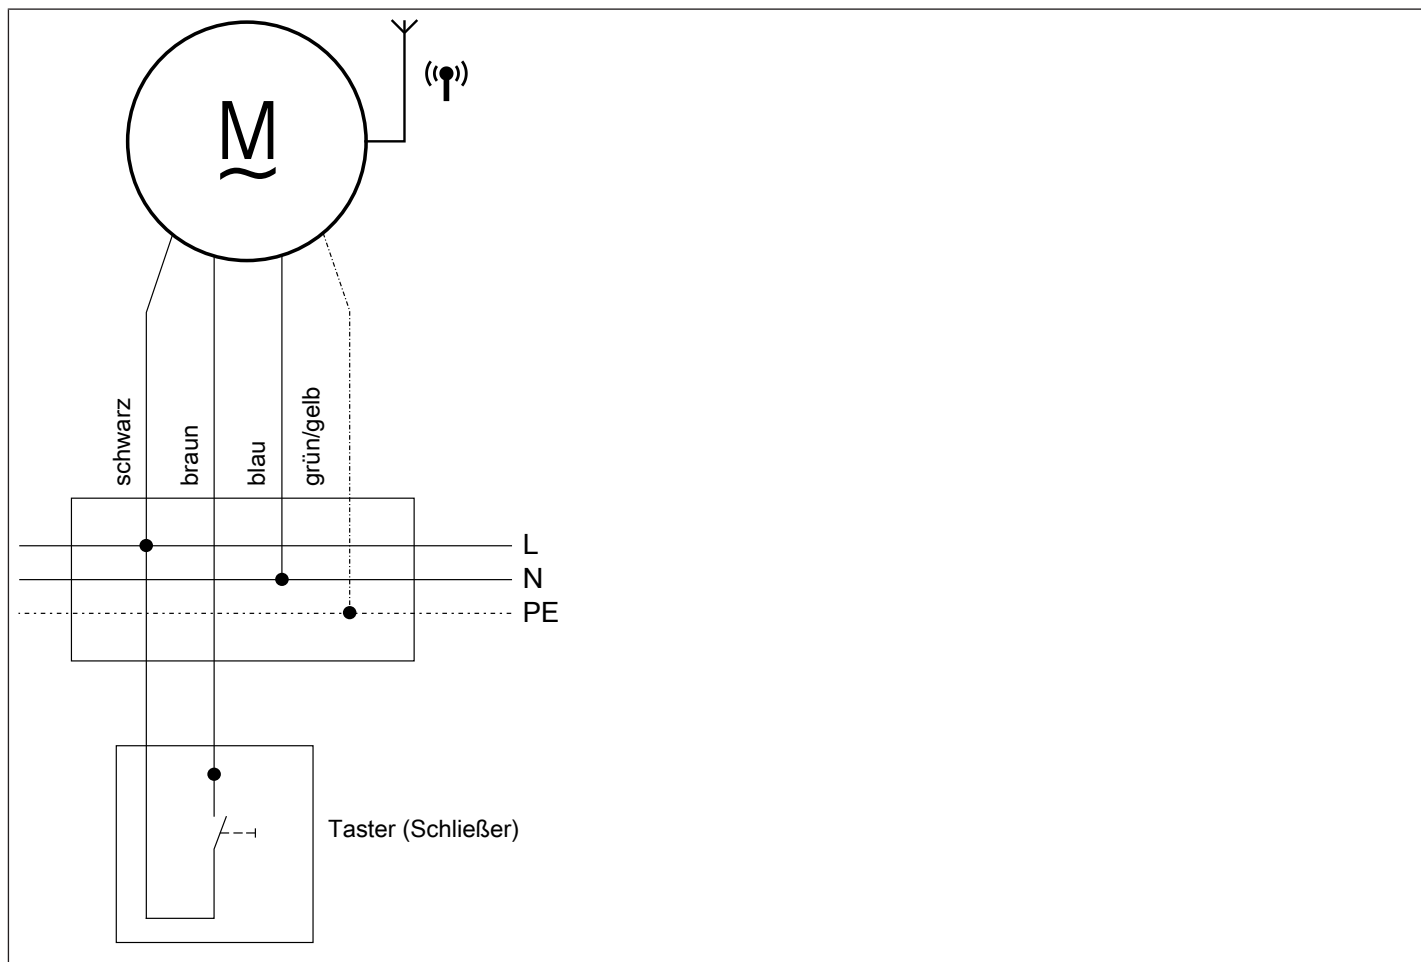 M
~
schwarz
braun
blau
grün/gelb
L
N
PE
Taster (Schließer)